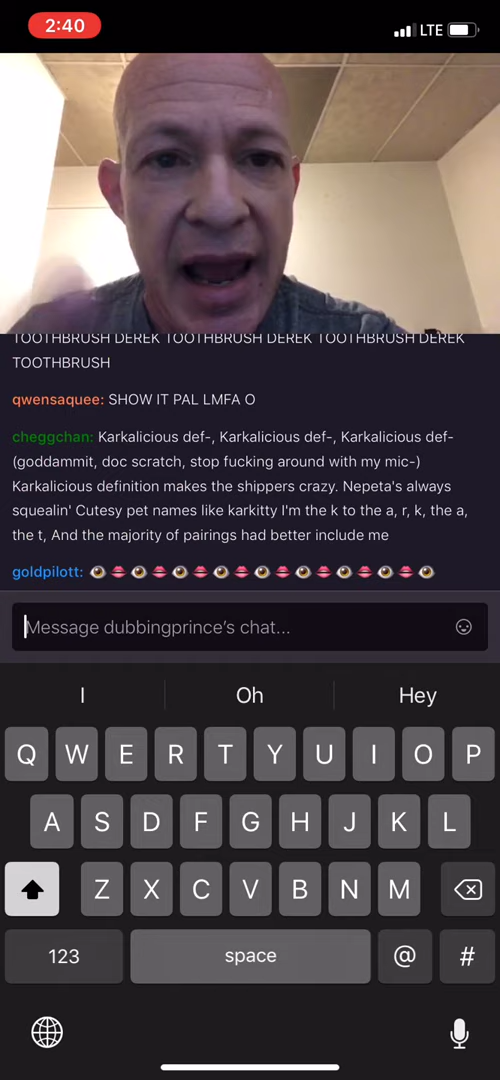 2:40
LTE
TOOTHBRUSH DEREK TOOTHBRUSH DEREK TOOTHBRUSH DEREK
TOOTHBRUSH
qwensaquee: SHOW IT PAL LMFA O
cheggchan: Karkalicious def-, Karkalicious def-, Karkalicious def-
(goddammit, doc scratch, stop fucking around with my mic-)
Karkalicious definition makes the shippers crazy. Nepeta's always
squealin' Cutesy pet names like karkitty I'm the k to the a, r, k, the a,
the t, And the majority of pairings had better include me
goldpilott: 👁👄👁👄👁👄👁👄👁👄👁👄👁👄👁👄👁
Message dubbingprince's chat...
I Oh Hey
Q W E R T Y U I O P
A S D F G H J K L
Z X C V B N M
123 space @ #